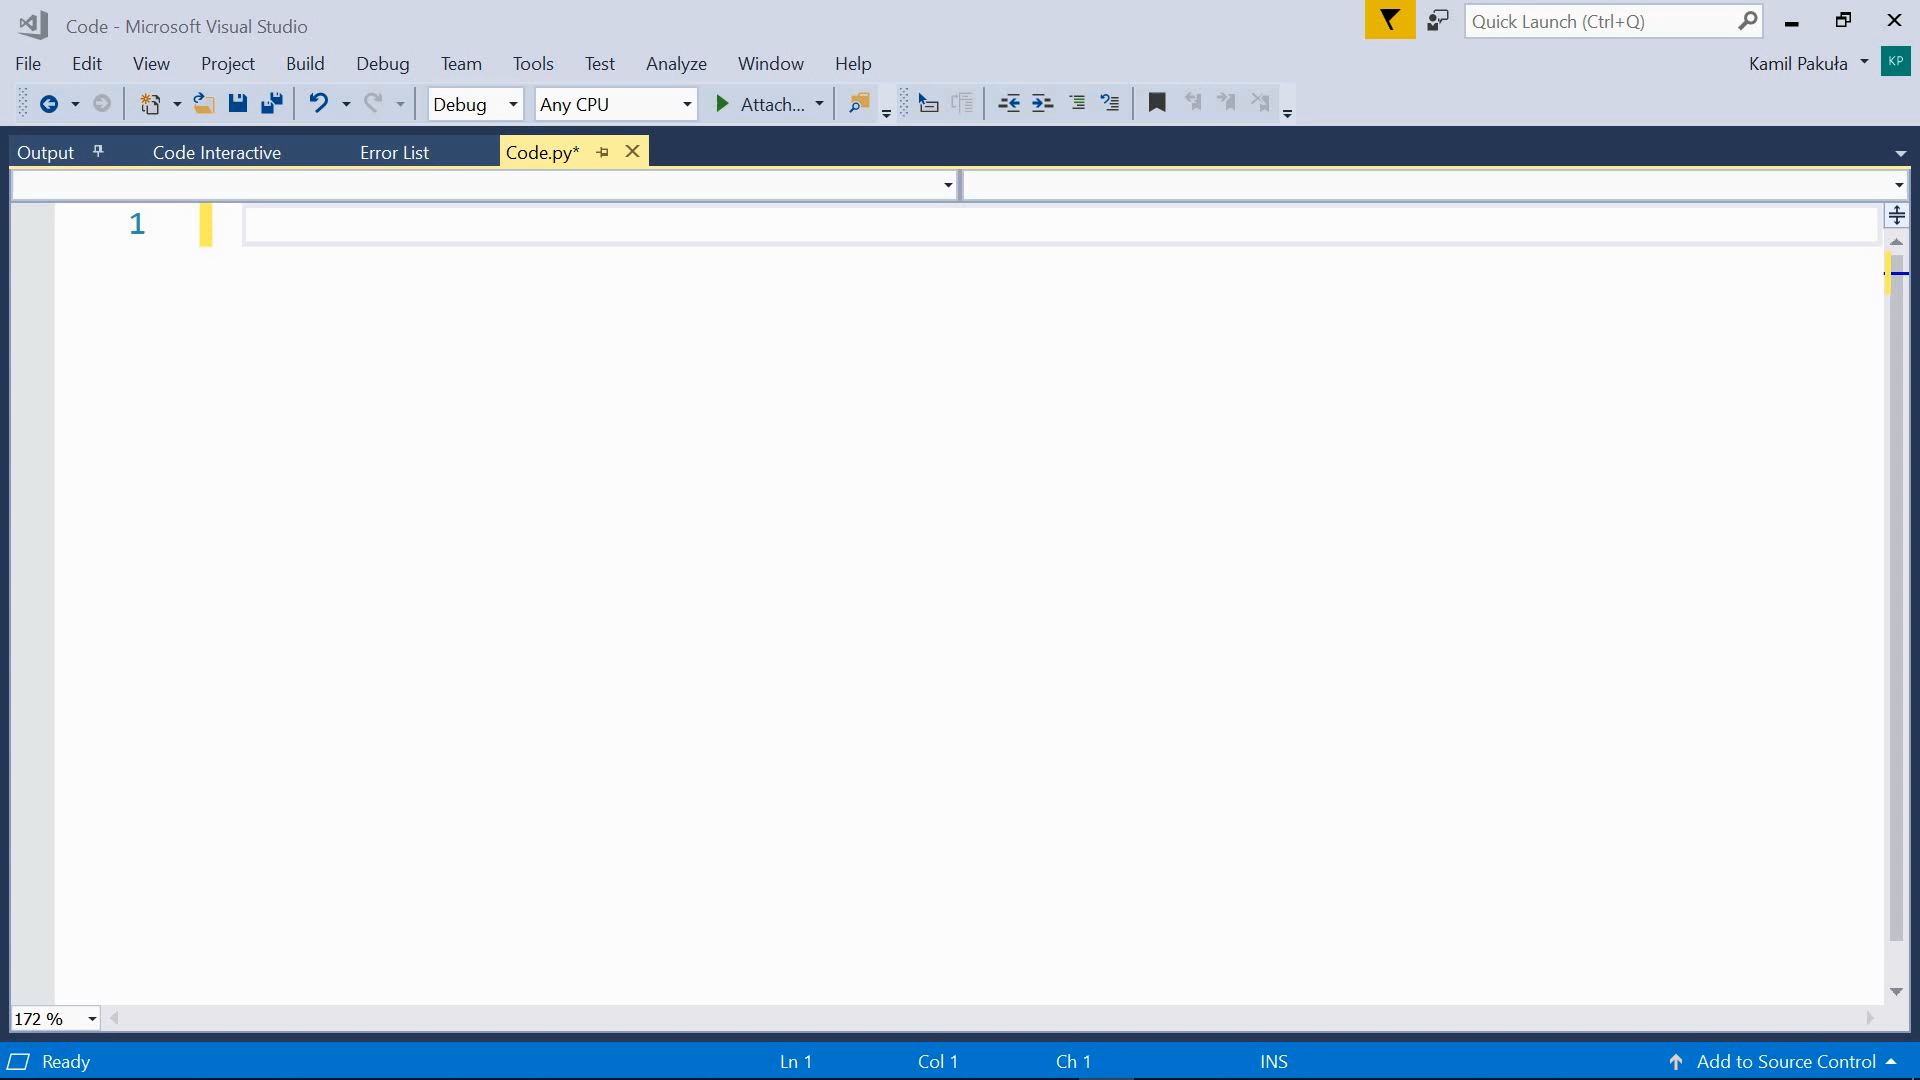 Code - Microsoft Visual Studio
Quick Launch (Ctrl+Q)
File Edit View Project Build Debug Team Tools Test Analyze Window Help
Kamil Pakuła KP
Debug Any CPU Attach...
Output Code Interactive Error List Code.py*
1
172 %
Ready Ln 1 Col 1 Ch 1 INS Add to Source Control